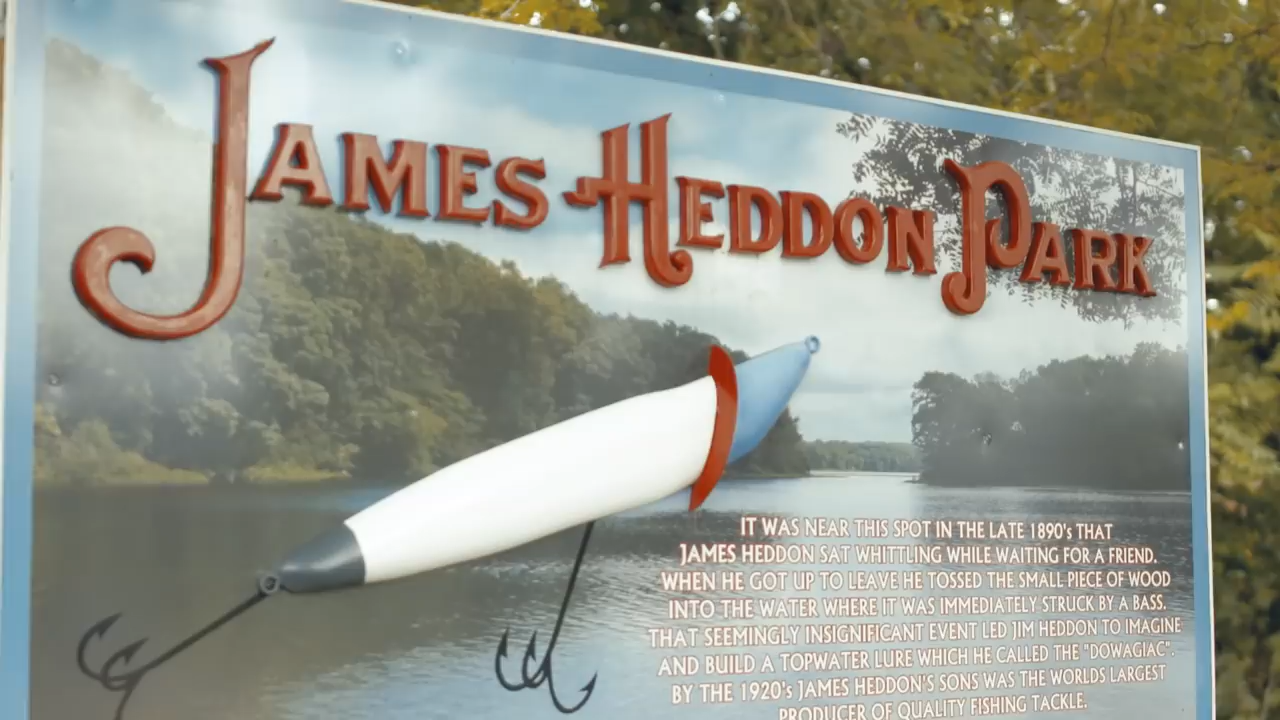 JAMES HEDDON PARK
IT WAS NEAR THIS SPOT IN THE LATE 1890's THAT
JAMES HEDDON SAT WHITTLING WHILE WAITING FOR A FRIEND.
WHEN HE GOT UP TO LEAVE HE TOSSED THE SMALL PIECE OF WOOD
INTO THE WATER WHERE IT WAS IMMEDIATELY STRUCK BY A BASS.
THAT SEEMINGLY INSIGNIFICANT EVENT LED JIM HEDDON TO IMAGINE
AND BUILD A TOPWATER LURE WHICH HE CALLED THE "DOWAGIAC".
BY THE 1920's JAMES HEDDON'S SONS WAS THE WORLDS LARGEST
PRODUCER OF QUALITY FISHING TACKLE.